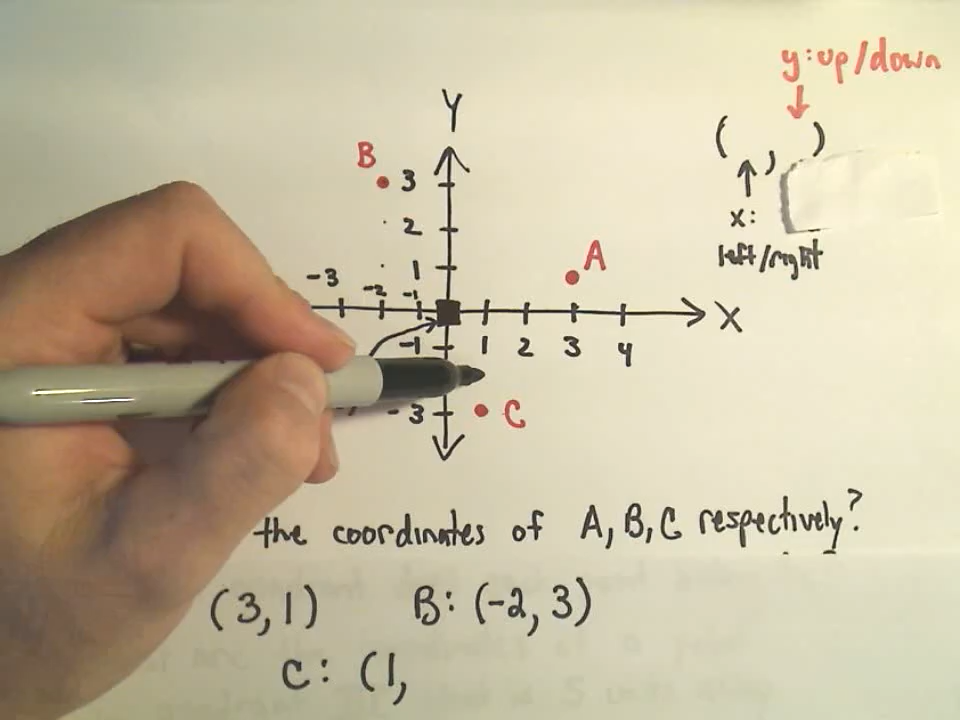 y: up/down
Y
( , )
B
3
2
x:
left/right
A
1
-3 -2 -1
X
-1 1 2 3 4
-3 C
the coordinates of A, B, C respectively?
(3, 1) B: (-2, 3)
C: (1,